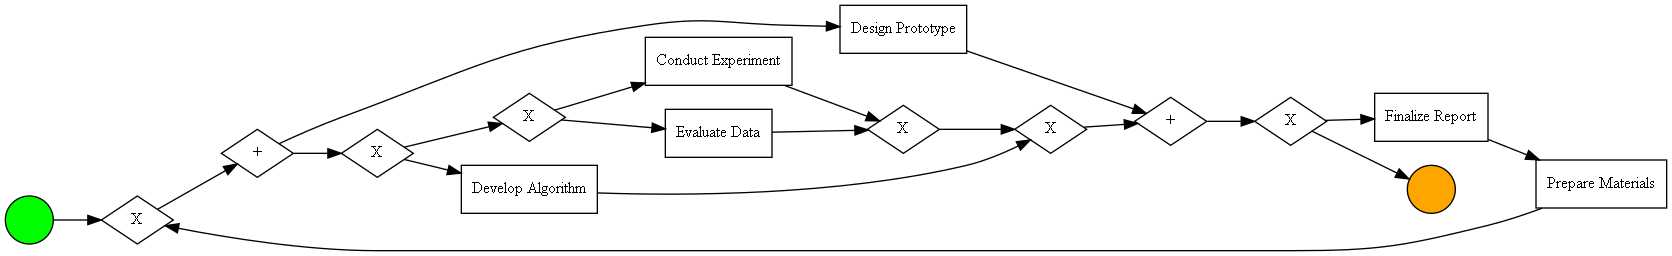 Design Prototype
Conduct Experiment
X
Evaluate Data
X
X
+
X
Finalize Report
+
X
Develop Algorithm
Prepare Materials
X